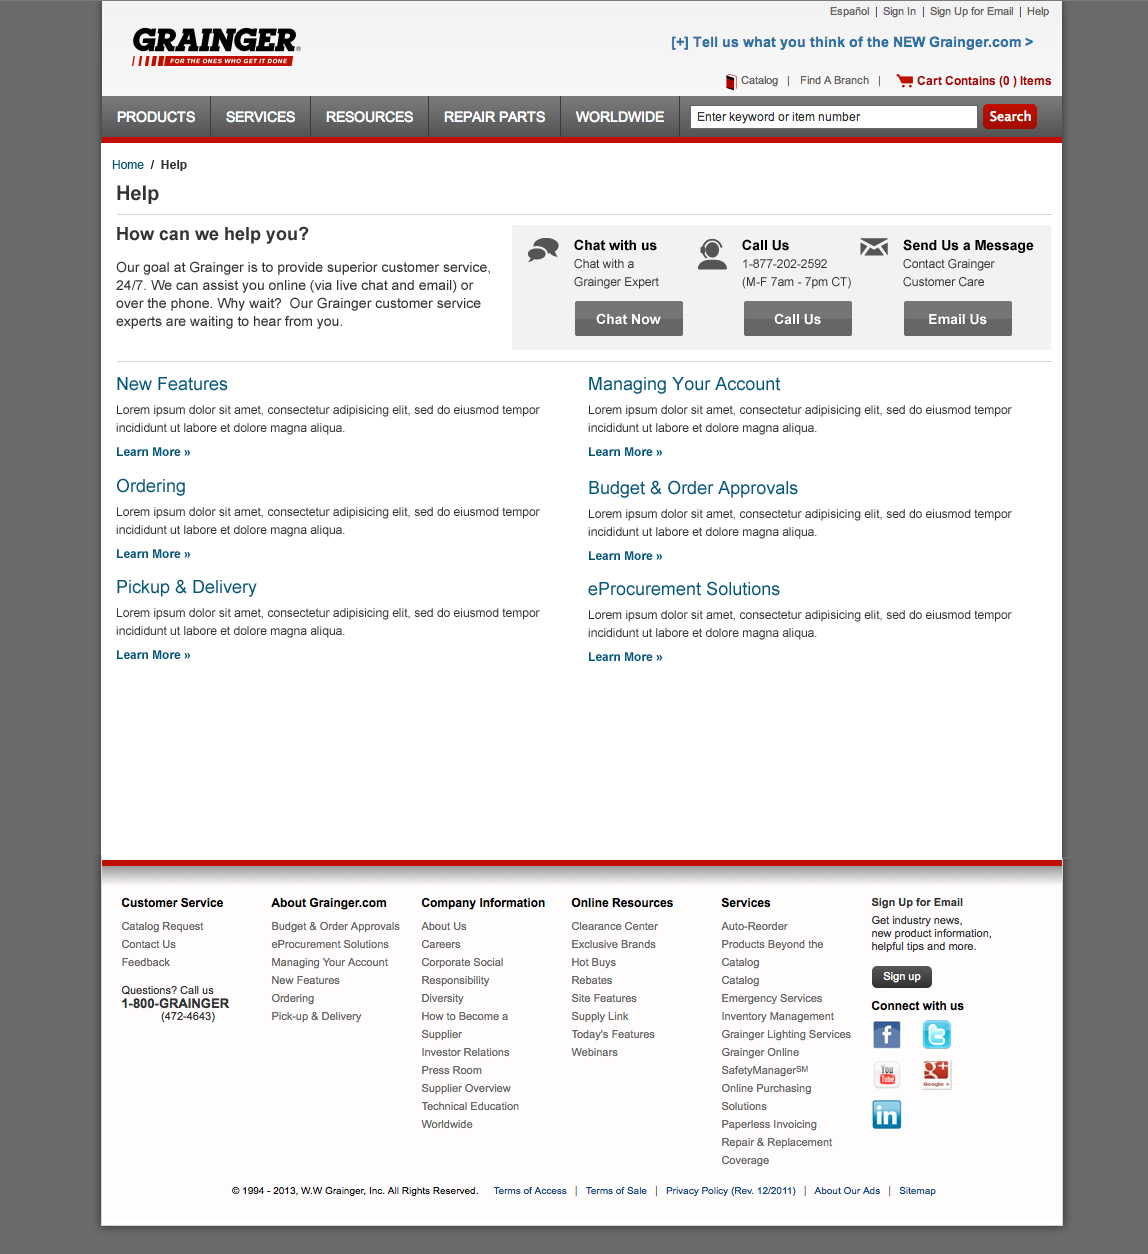 Español | Sign In | Sign Up for Email | Help
GRAINGER®
FOR THE ONES WHO GET IT DONE
[+] Tell us what you think of the NEW Grainger.com >
Catalog | Find A Branch | Cart Contains (0 ) Items
PRODUCTS SERVICES RESOURCES REPAIR PARTS WORLDWIDE Enter keyword or item number Search
Home / Help
Help
How can we help you?
Our goal at Grainger is to provide superior customer service,
24/7. We can assist you online (via live chat and email) or
over the phone. Why wait?  Our Grainger customer service
experts are waiting to hear from you.
Chat with us
Chat with a
Grainger Expert
Chat Now
Call Us
1-877-202-2592
(M-F 7am - 7pm CT)
Call Us
Send Us a Message
Contact Grainger
Customer Care
Email Us
New Features
Lorem ipsum dolor sit amet, consectetur adipisicing elit, sed do eiusmod tempor
incididunt ut labore et dolore magna aliqua.
Learn More »
Ordering
Lorem ipsum dolor sit amet, consectetur adipisicing elit, sed do eiusmod tempor
incididunt ut labore et dolore magna aliqua.
Learn More »
Pickup & Delivery
Lorem ipsum dolor sit amet, consectetur adipisicing elit, sed do eiusmod tempor
incididunt ut labore et dolore magna aliqua.
Learn More »
Managing Your Account
Lorem ipsum dolor sit amet, consectetur adipisicing elit, sed do eiusmod tempor
incididunt ut labore et dolore magna aliqua.
Learn More »
Budget & Order Approvals
Lorem ipsum dolor sit amet, consectetur adipisicing elit, sed do eiusmod tempor
incididunt ut labore et dolore magna aliqua.
Learn More »
eProcurement Solutions
Lorem ipsum dolor sit amet, consectetur adipisicing elit, sed do eiusmod tempor
incididunt ut labore et dolore magna aliqua.
Learn More »
Customer Service
Catalog Request
Contact Us
Feedback
Questions? Call us
1-800-GRAINGER
(472-4643)
About Grainger.com
Budget & Order Approvals
eProcurement Solutions
Managing Your Account
New Features
Ordering
Pick-up & Delivery
Company Information
About Us
Careers
Corporate Social
Responsibility
Diversity
How to Become a
Supplier
Investor Relations
Press Room
Supplier Overview
Technical Education
Worldwide
Online Resources
Clearance Center
Exclusive Brands
Hot Buys
Rebates
Site Features
Supply Link
Today's Features
Webinars
Services
Auto-Reorder
Products Beyond the
Catalog
Catalog
Emergency Services
Inventory Management
Grainger Lighting Services
Grainger Online
SafetyManager℠
Online Purchasing
Solutions
Paperless Invoicing
Repair & Replacement
Coverage
Sign Up for Email
Get industry news,
new product information,
helpful tips and more.
Sign up
Connect with us
f t
You
Tube
g+
Google +
in
© 1994 - 2013, W.W Grainger, Inc. All Rights Reserved. Terms of Access | Terms of Sale | Privacy Policy (Rev. 12/2011) | About Our Ads | Sitemap